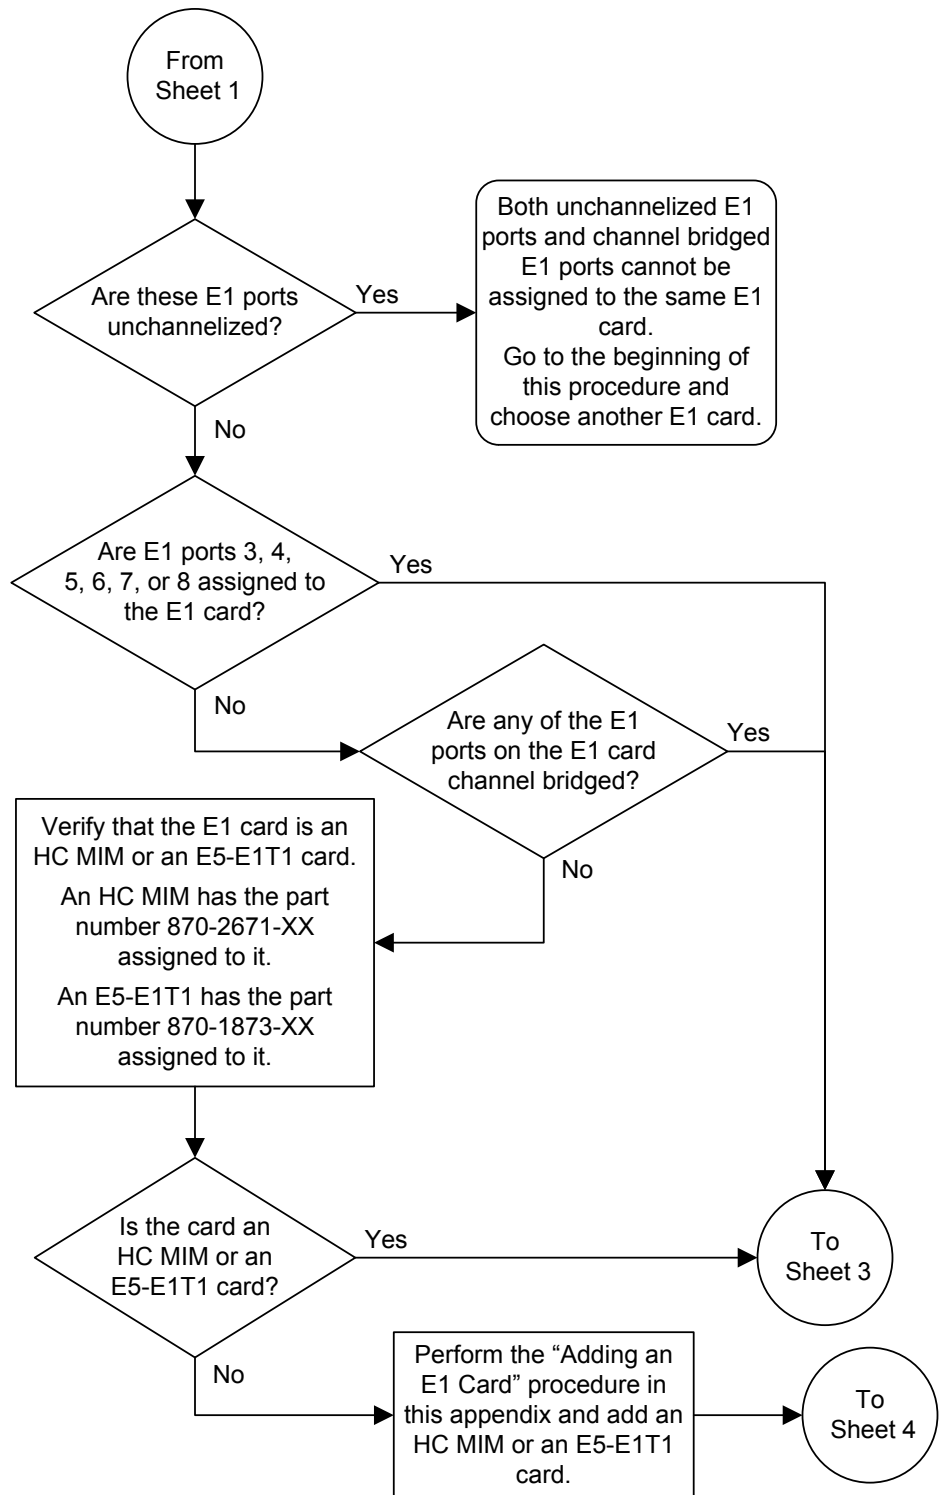 From
Sheet 1
Both unchannelized E1
ports and channel bridged
E1 ports cannot be
assigned to the same E1
card.
Go to the beginning of
this procedure and
choose another E1 card.
Are these E1 ports
unchannelized?
Yes
No
Are E1 ports 3, 4,
5, 6, 7, or 8 assigned to
the E1 card?
Yes
No
Are any of the E1
ports on the E1 card
channel bridged?
Yes
No
Verify that the E1 card is an
HC MIM or an E5-E1T1 card.
An HC MIM has the part
number 870-2671-XX
assigned to it.
An E5-E1T1 has the part
number 870-1873-XX
assigned to it.
Is the card an
HC MIM or an
E5-E1T1 card?
Yes
To
Sheet 3
No
Perform the “Adding an
E1 Card” procedure in
this appendix and add an
HC MIM or an E5-E1T1
card.
To
Sheet 4